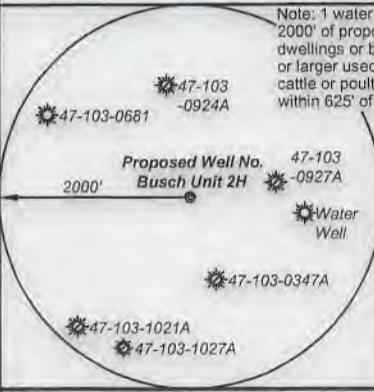 Note: 1 water
2000' of propo
dwellings or b
or larger used
cattle or poult
within 625' of
47-103
-0924A
47-103-0681
Proposed Well No.
Busch Unit 2H
2000'
47-103
-0927A
Water
Well
47-103-0347A
47-103-1021A
47-103-1027A